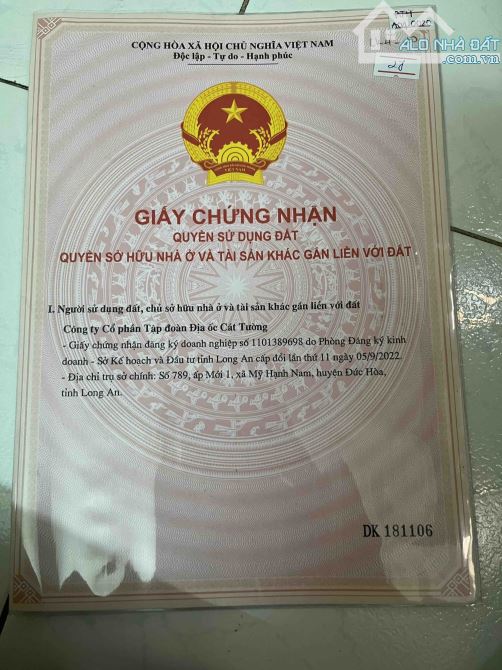 CỘNG HÒA XÃ HỘI CHỦ NGHĨA VIỆT NAM
Độc lập - Tự do - Hạnh phúc
ALO NHÀ ĐẤT
.com.vn
VIỆT NAM
GIẤY CHỨNG NHẬN
QUYỀN SỬ DỤNG ĐẤT
QUYỀN SỞ HỮU NHÀ Ở VÀ TÀI SẢN KHÁC GẮN LIỀN VỚI ĐẤT
I. Người sử dụng đất, chủ sở hữu nhà ở và tài sản khác gắn liền với đất
Công ty Cổ phần Tập đoàn Địa ốc Cát Tường
- Giấy chứng nhận đăng ký doanh nghiệp số 1101389698 do Phòng Đăng ký kinh
doanh - Sở Kế hoạch và Đầu tư tỉnh Long An cấp đổi lần thứ 11 ngày 05/9/2022.
- Địa chỉ trụ sở chính: Số 789, ấp Mới 1, xã Mỹ Hạnh Nam, huyện Đức Hòa,
tỉnh Long An.
DK 181106